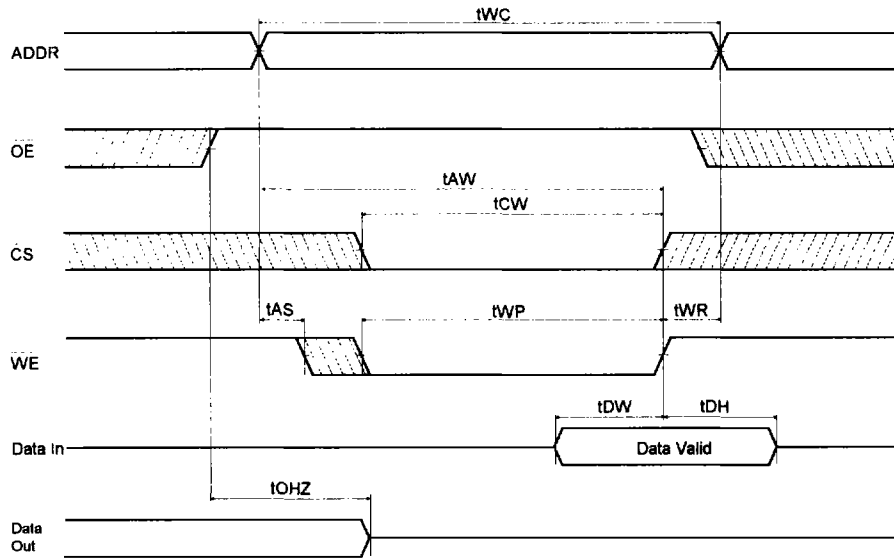 tWC
ADDR
OE
tAW
tCW
CS
tAS
tWP
tWR
WE
tDW
tDH
Data In
Data Valid
tOHZ
Data
Out